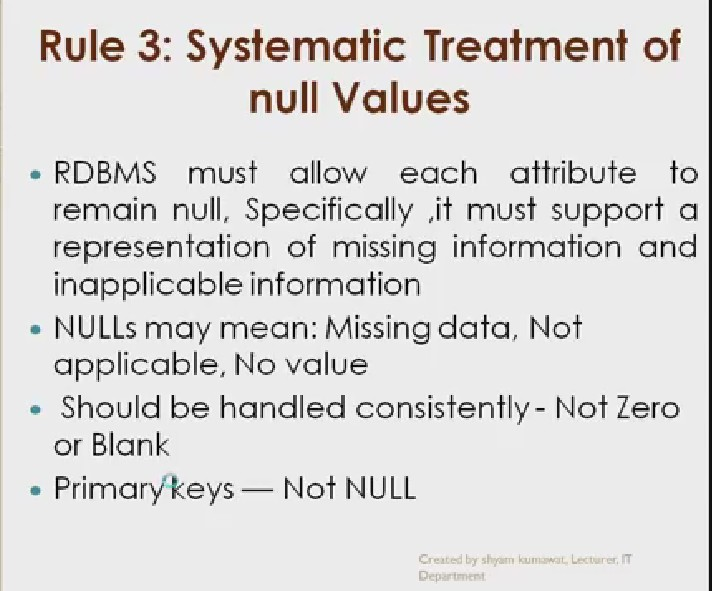 Rule 3: Systematic Treatment of
null Values
• RDBMS must allow each attribute to
remain null, Specifically ,it must support a
representation of missing information and
inapplicable information
• NULLs may mean: Missing data, Not
applicable, No value
• Should be handled consistently - Not Zero
or Blank
• Primary keys — Not NULL
Created by shyam kumawat, Lecturer, IT
Department